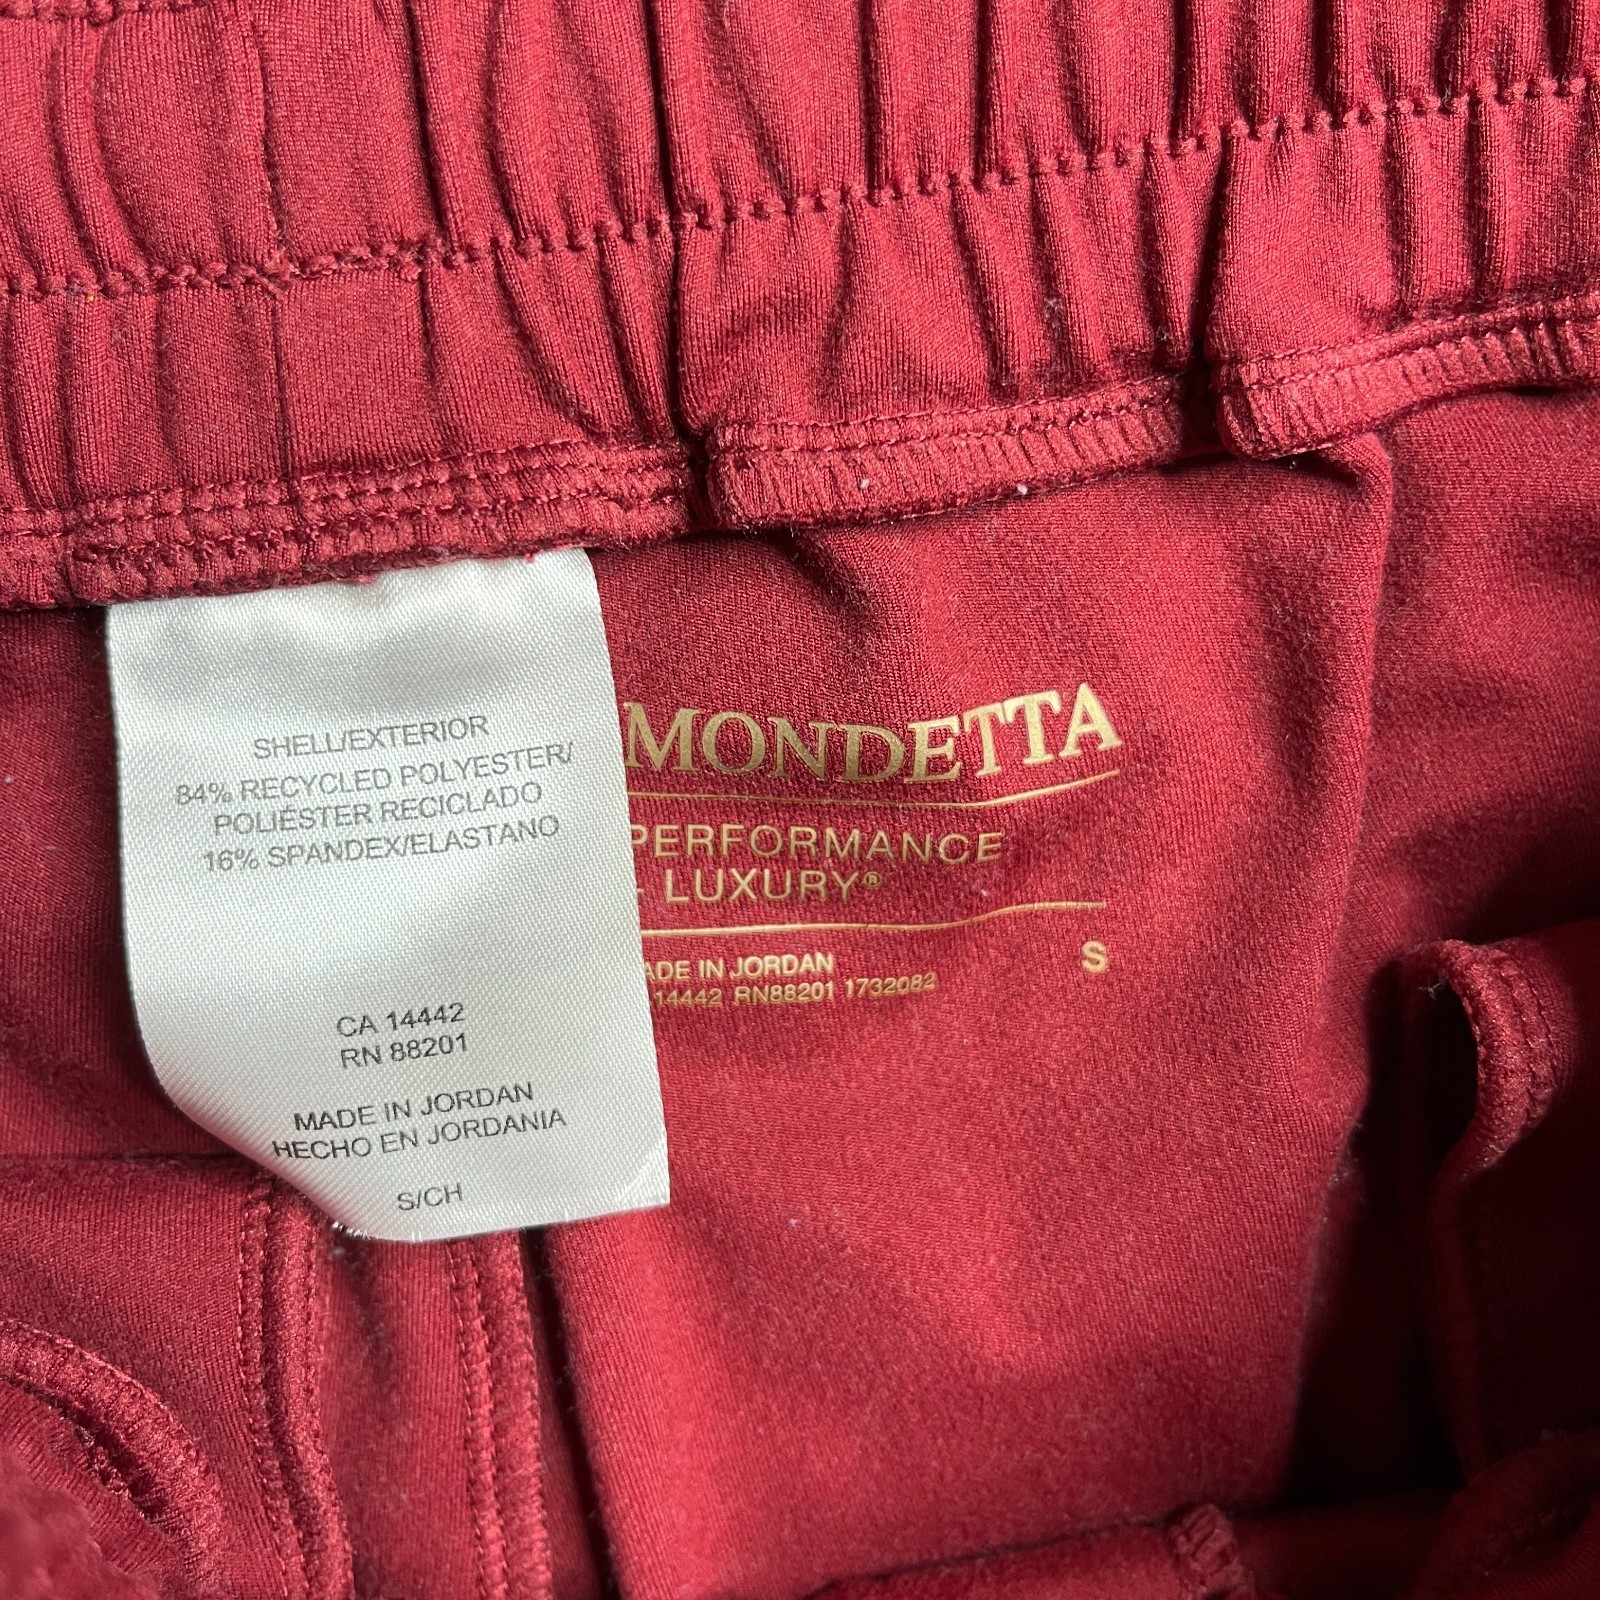 SHELL/EXTERIOR
84% RECYCLED POLYESTER/
POLIÉSTER RECICLADO
16% SPANDEX/ELASTANO
CA 14442
RN 88201
MADE IN JORDAN
HECHO EN JORDANIA
S/CH
MONDETTA
PERFORMANCE
LUXURY®
ADE IN JORDAN
S
14442 RN88201 1732082